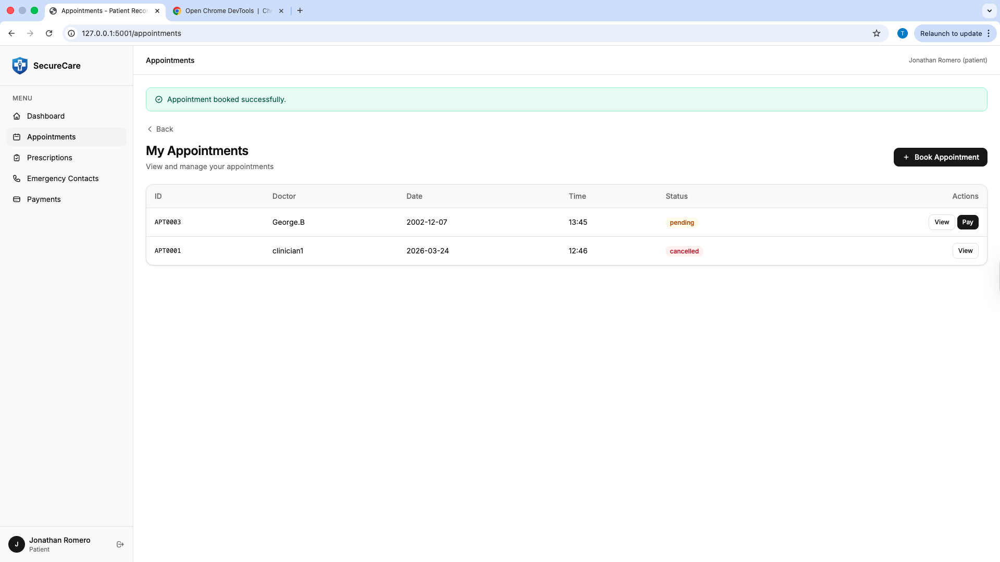 Appointments - Patient Recor
Open Chrome DevTools | Ch
127.0.0.1:5001/appointments
T
Relaunch to update
SecureCare
Appointments
Jonathan Romero (patient)
MENU
Dashboard
Appointments
Prescriptions
Emergency Contacts
Payments
Appointment booked successfully.
Back
My Appointments
View and manage your appointments
+ Book Appointment
ID Doctor Date Time Status Actions
APT0003 George.B 2002-12-07 13:45 pending View Pay
APT0001 clinician1 2026-03-24 12:46 cancelled View
J
Jonathan Romero
Patient